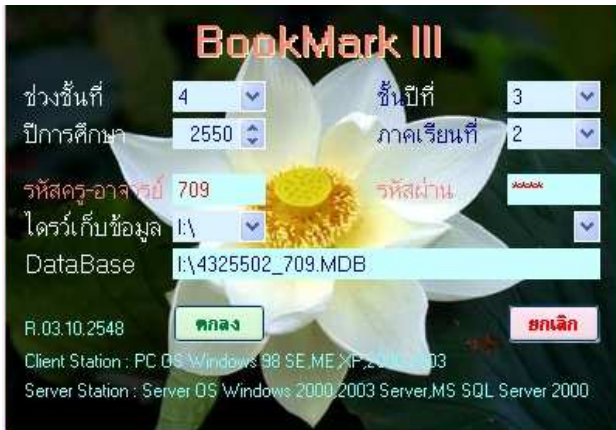 BookMark III
ช่วงชั้นที่ 4 ชั้นปีที่ 3
ปีการศึกษา 2550 ภาคเรียนที่ 2
รหัสครู-อาจารย์ 709 รหัสผ่าน ****
ไดรว์เก็บข้อมูล I:\
DataBase I:\4325502_709.MDB
R.03.10.2548 ตกลง ยกเลิก
Client Station : PC OS Windows 98 SE,ME,XP,2000,2003
Server Station : Server OS Windows 2000,2003 Server,MS SQL Server 2000